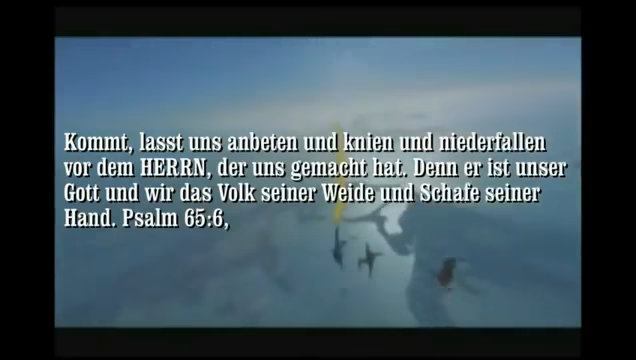 Kommt, lasst uns anbeten und knien und niederfallen
vor dem HERRN, der uns gemacht hat. Denn er ist unser
Gott und wir das Volk seiner Weide und Schafe seiner
Hand. Psalm 65:6,